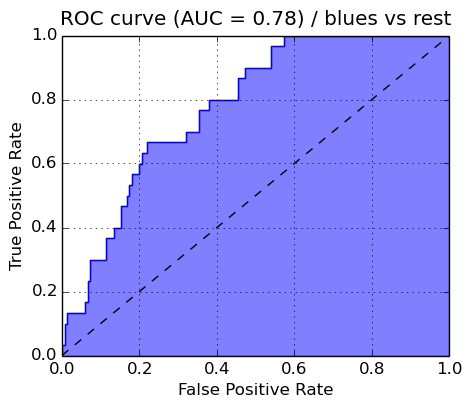 ROC curve (AUC = 0.78) / blues vs rest
1.0
0.8
0.6
0.4
0.2
0.0
True Positive Rate
0.0 0.2 0.4 0.6 0.8 1.0
False Positive Rate